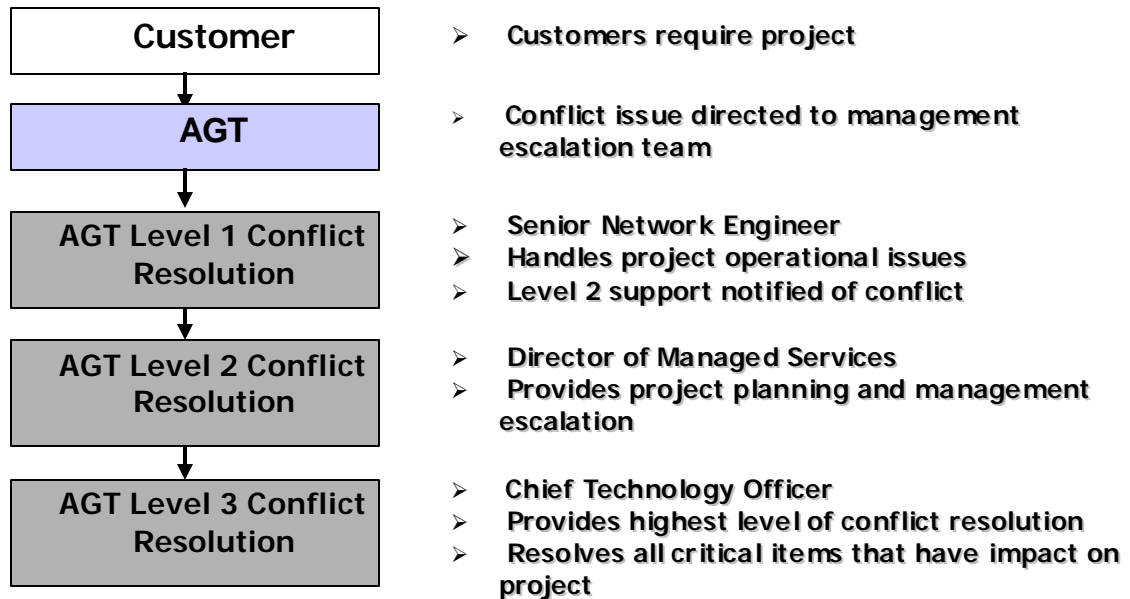 Customer
➢ Customers require project
AGT
➢ Conflict issue directed to management
escalation team
AGT Level 1 Conflict
Resolution
➢ Senior Network Engineer
➢ Handles project operational issues
➢ Level 2 support notified of conflict
AGT Level 2 Conflict
Resolution
➢ Director of Managed Services
➢ Provides project planning and management
escalation
AGT Level 3 Conflict
Resolution
➢ Chief Technology Officer
➢ Provides highest level of conflict resolution
➢ Resolves all critical items that have impact on
project